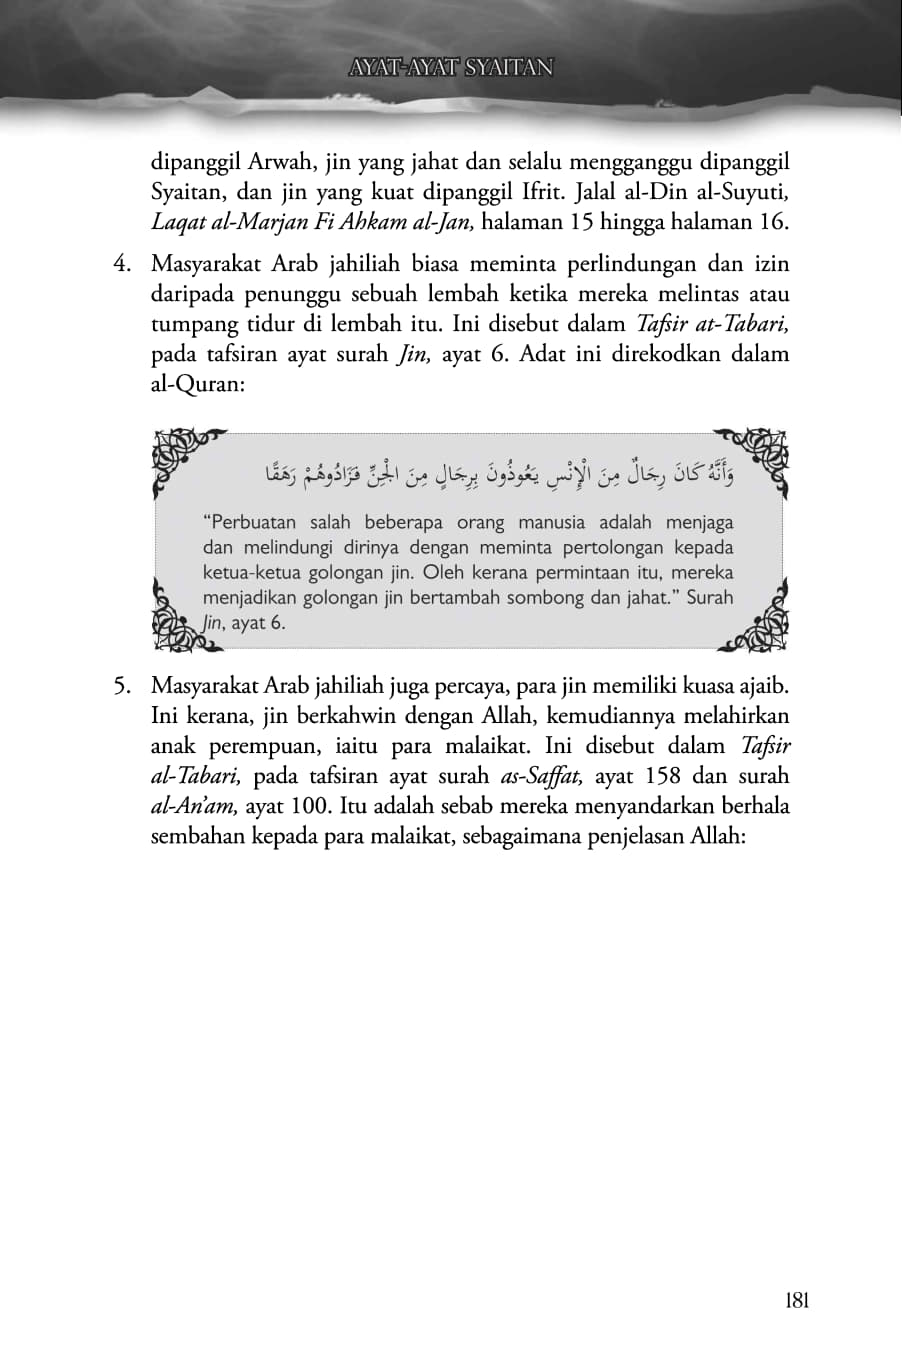 AYAT-AYAT SYAITAN
dipanggil Arwah, jin yang jahat dan selalu mengganggu dipanggil
Syaitan, dan jin yang kuat dipanggil Ifrit. Jalal al-Din al-Suyuti,
Laqat al-Marjan Fi Ahkam al-Jan, halaman 15 hingga halaman 16.
4. Masyarakat Arab jahiliah biasa meminta perlindungan dan izin
daripada penunggu sebuah lembah ketika mereka melintas atau
tumpang tidur di lembah itu. Ini disebut dalam Tafsir at-Tabari,
pada tafsiran ayat surah Jin, ayat 6. Adat ini direkodkan dalam
al-Quran:
وَأَنَّهُ كَانَ رِجَالٌ مِنَ الْإِنْسِ يَعُوذُونَ بِرِجَالٍ مِنَ الْجِنِّ فَزَادُوهُمْ رَهَقًا
“Perbuatan salah beberapa orang manusia adalah menjaga
dan melindungi dirinya dengan meminta pertolongan kepada
ketua-ketua golongan jin. Oleh kerana permintaan itu, mereka
menjadikan golongan jin bertambah sombong dan jahat.” Surah
Jin, ayat 6.
5. Masyarakat Arab jahiliah juga percaya, para jin memiliki kuasa ajaib.
Ini kerana, jin berkahwin dengan Allah, kemudiannya melahirkan
anak perempuan, iaitu para malaikat. Ini disebut dalam Tafsir
al-Tabari, pada tafsiran ayat surah as-Saffat, ayat 158 dan surah
al-An’am, ayat 100. Itu adalah sebab mereka menyandarkan berhala
sembahan kepada para malaikat, sebagaimana penjelasan Allah:
181